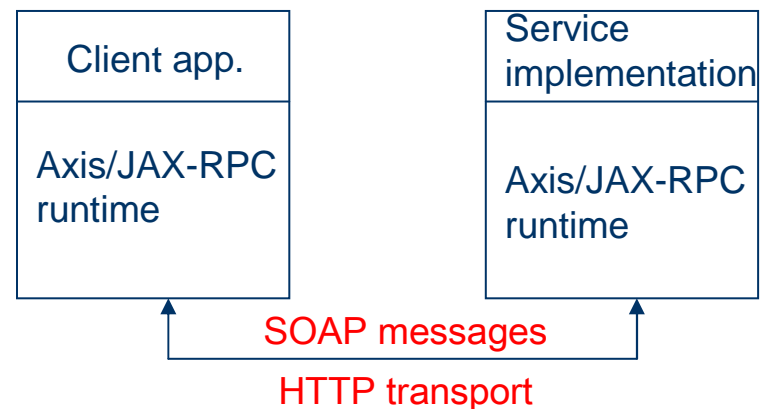 Client app.
Axis/JAX-RPC
runtime
Service
implementation
Axis/JAX-RPC
runtime
SOAP messages
HTTP transport